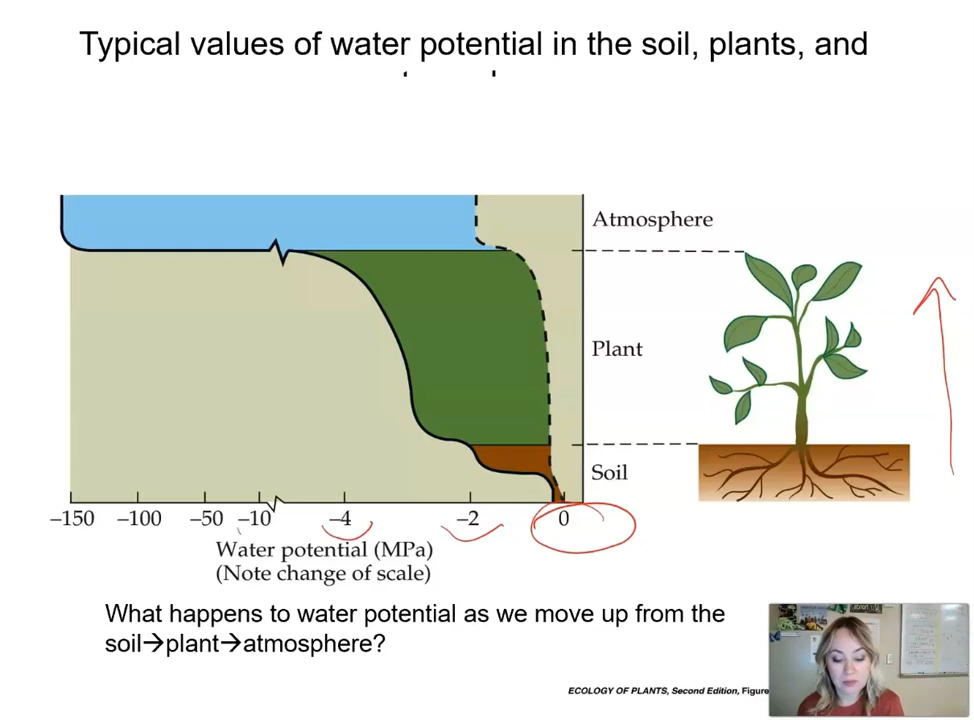 Typical values of water potential in the soil, plants, and
Atmosphere
Plant
Soil
−150 −100 −50 −10 −4 −2 0
Water potential (MPa)
(Note change of scale)
What happens to water potential as we move up from the
soil→plant→atmosphere?
ECOLOGY OF PLANTS, Second Edition, Figure